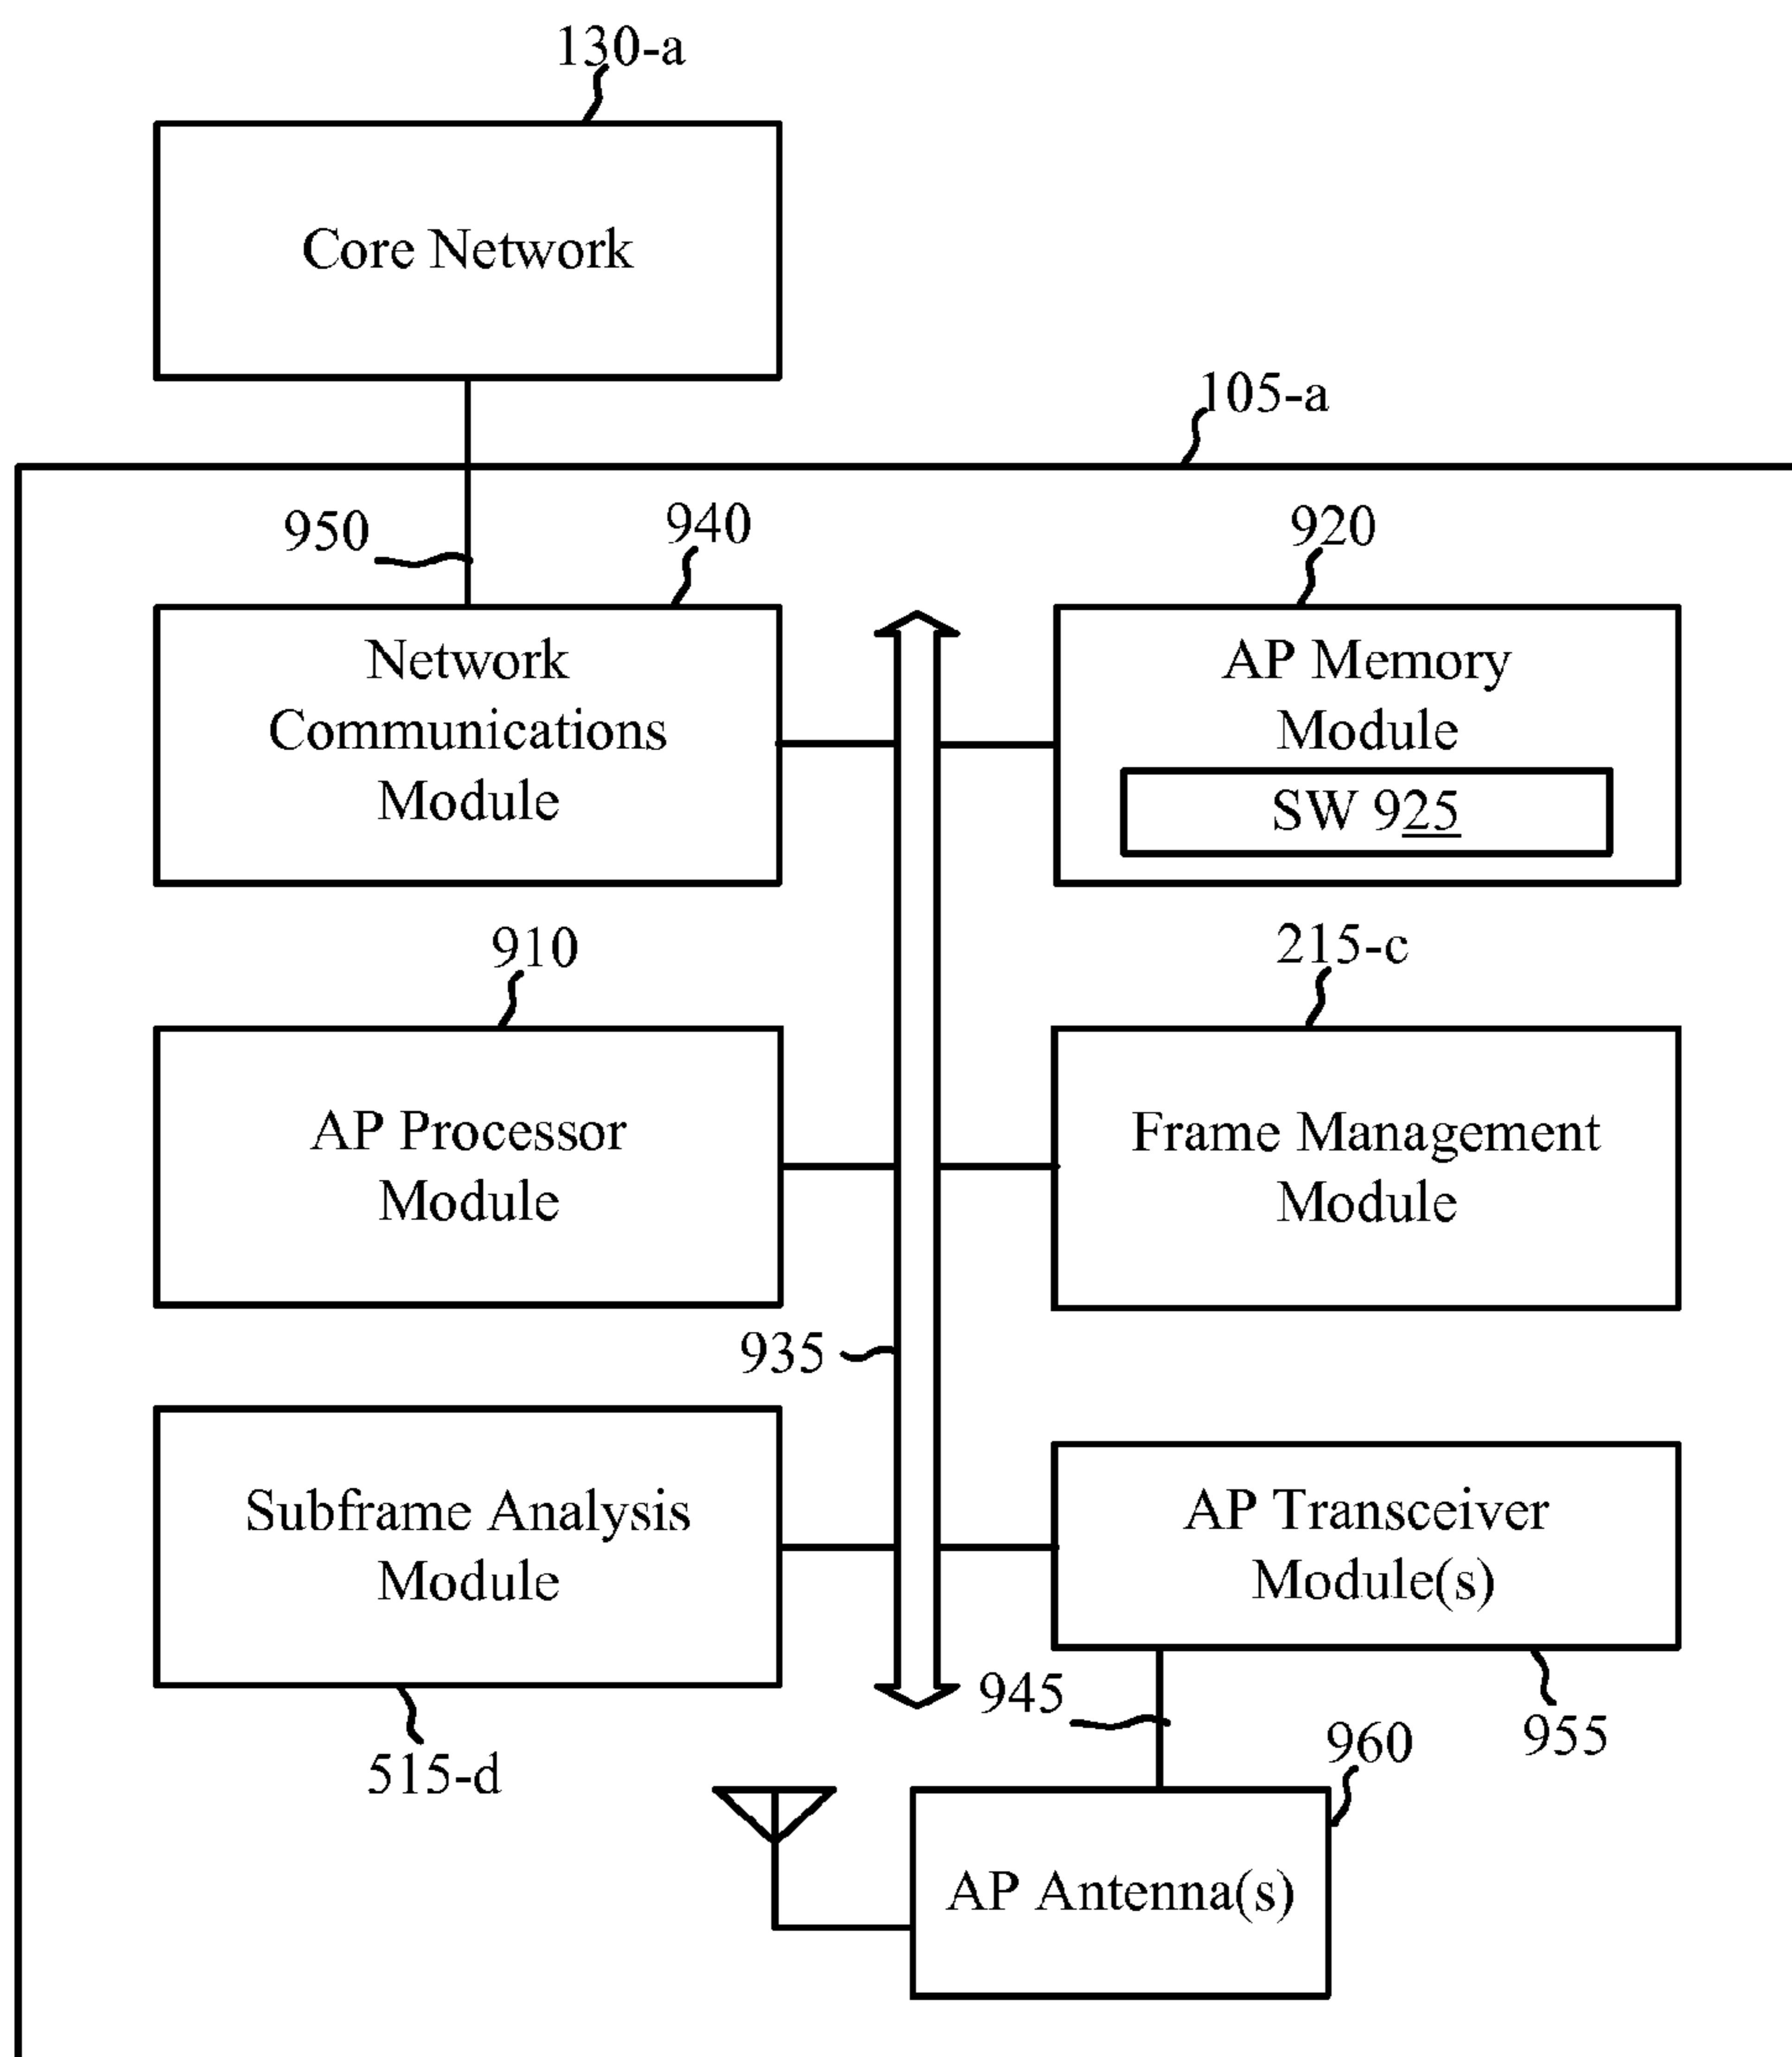 130-a
Core Network
105-a
950
940
920
Network
Communications
Module
AP Memory
Module
SW 925
910
215-c
AP Processor
Module
Frame Management
Module
935
Subframe Analysis
Module
AP Transceiver
Module(s)
945
955
515-d
960
AP Antenna(s)